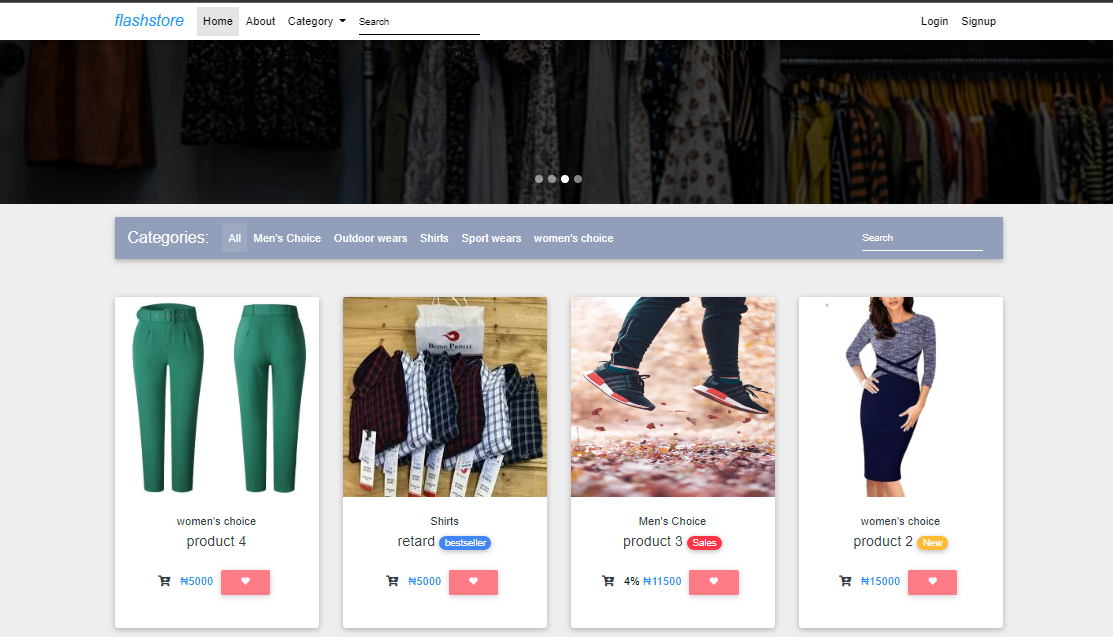 flashstore Home About Category Search Login Signup
Categories: All Men's Choice Outdoor wears Shirts Sport wears women's choice Search
women's choice
product 4
₦5000
Shirts
retard bestseller
₦5000
Men's Choice
product 3 Sales
4% ₦11500
women's choice
product 2 New
₦15000